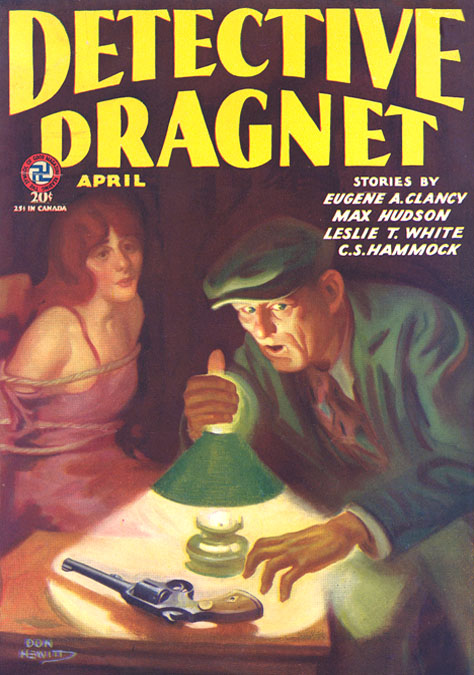 DETECTIVE
DRAGNET
APRIL
20¢
25¢ IN CANADA
STORIES BY
EUGENE A. CLANCY
MAX HUDSON
LESLIE T. WHITE
C.S. HAMMOCK
DON
HEWITT